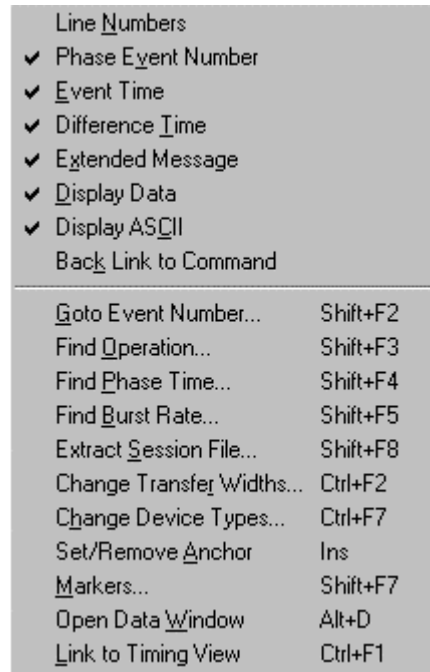 Line Numbers
Phase Event Number
Event Time
Difference Time
Extended Message
Display Data
Display ASCII
Back Link to Command
Goto Event Number... Shift+F2
Find Operation... Shift+F3
Find Phase Time... Shift+F4
Find Burst Rate... Shift+F5
Extract Session File... Shift+F8
Change Transfer Widths... Ctrl+F2
Change Device Types... Ctrl+F7
Set/Remove Anchor Ins
Markers... Shift+F7
Open Data Window Alt+D
Link to Timing View Ctrl+F1